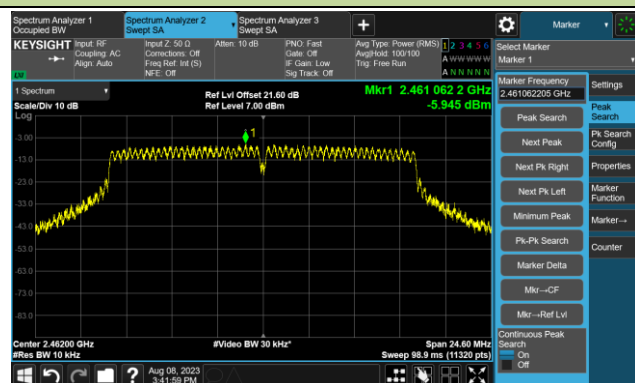 Spectrum Analyzer 1
Occupied BW
Spectrum Analyzer 2
Swept SA
Spectrum Analyzer 3
Swept SA
+
Marker
KEYSIGHT
Input: RF
Coupling: AC
Align: Auto
Input Z: 50 Ω
Corrections: Off
Freq Ref: Int (S)
NFE: Off
Atten: 10 dB
PNO: Fast
Gate: Off
IF Gain: Low
Sig Track: Off
Avg Type: Power (RMS)
Avg|Hold: 100/100
Trig: Free Run
1 2 3 4 5 6
A W W W W W
A N N N N N
LXI
Select Marker
Marker 1
1 Spectrum
Scale/Div 10 dB
Log
Ref Lvl Offset 21.60 dB
Ref Level 7.00 dBm
Mkr1 2.461 062 2 GHz
-5.945 dBm
1
-3.00
-13.0
-23.0
-33.0
-43.0
-53.0
-63.0
-73.0
-83.0
Center 2.46200 GHz
#Res BW 10 kHz
#Video BW 30 kHz*
Span 24.60 MHz
Sweep 98.9 ms (11320 pts)
Marker Frequency
2.461062205 GHz
Peak Search
Next Peak
Next Pk Right
Next Pk Left
Minimum Peak
Pk-Pk Search
Marker Delta
Mkr→CF
Mkr→Ref Lvl
Continuous Peak
Search
On
Off
Settings
Peak
Search
Pk Search
Config
Properties
Marker
Function
Marker→
Counter
?
Aug 08, 2023
3:41:59 PM